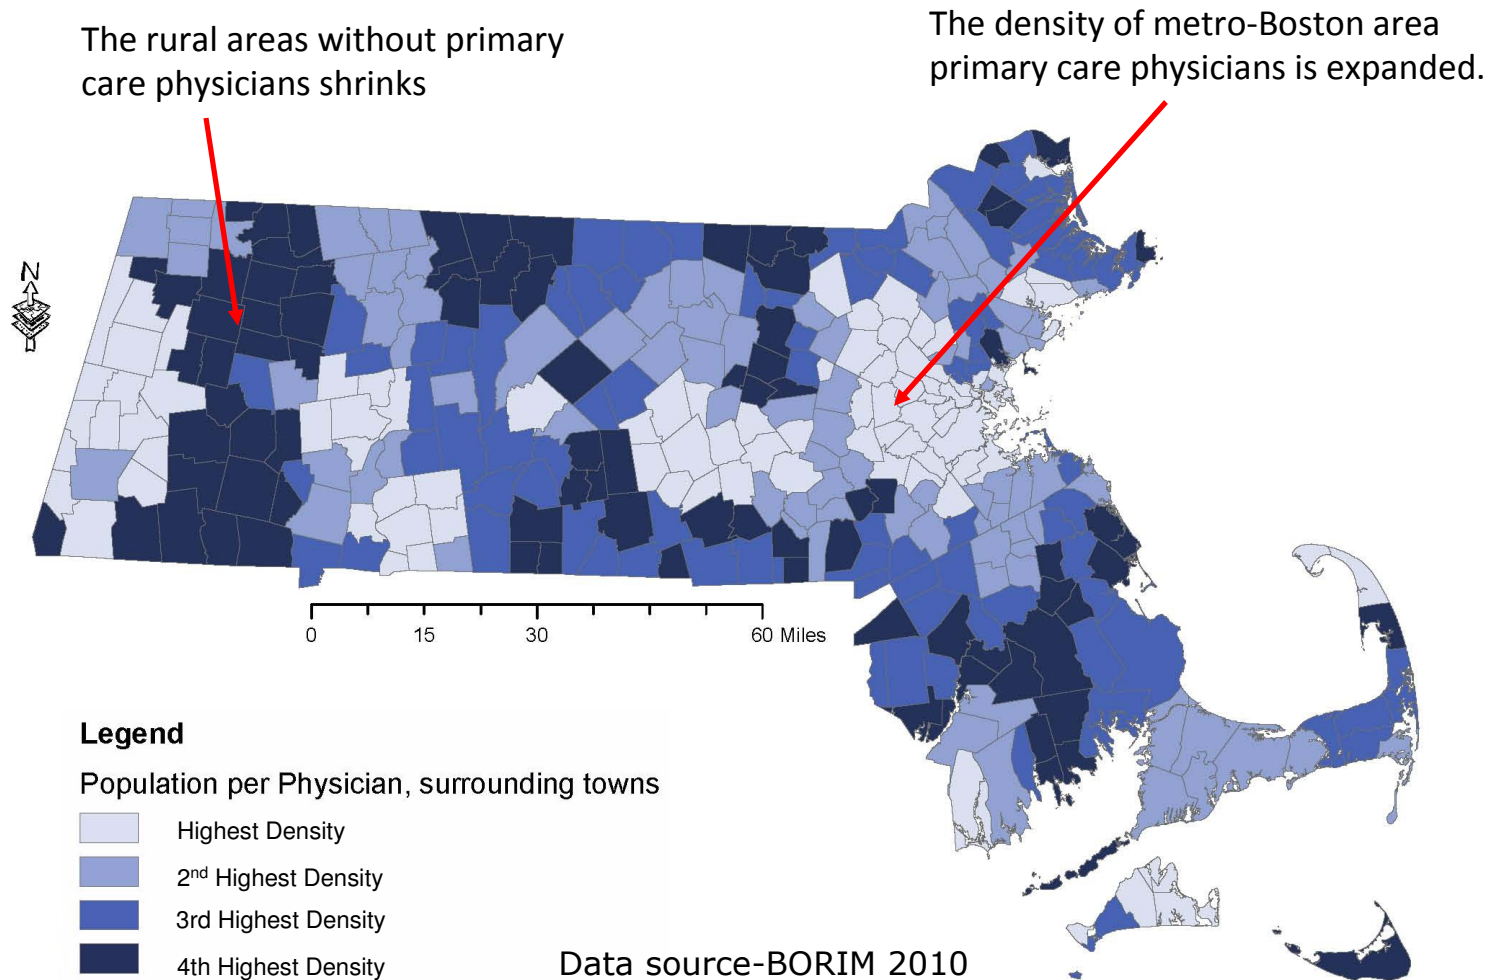 The rural areas without primary
care physicians shrinks
The density of metro-Boston area
primary care physicians is expanded.
N
0 15 30 60 Miles
Legend
Population per Physician, surrounding towns
Highest Density
2nd Highest Density
3rd Highest Density
4th Highest Density
Data source-BORIM 2010